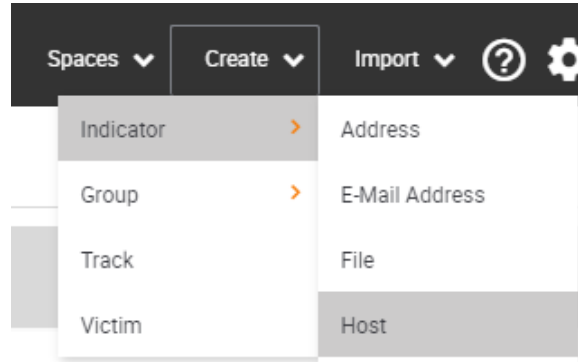 Spaces Create Import
Indicator Address
Group E-Mail Address
Track File
Victim Host